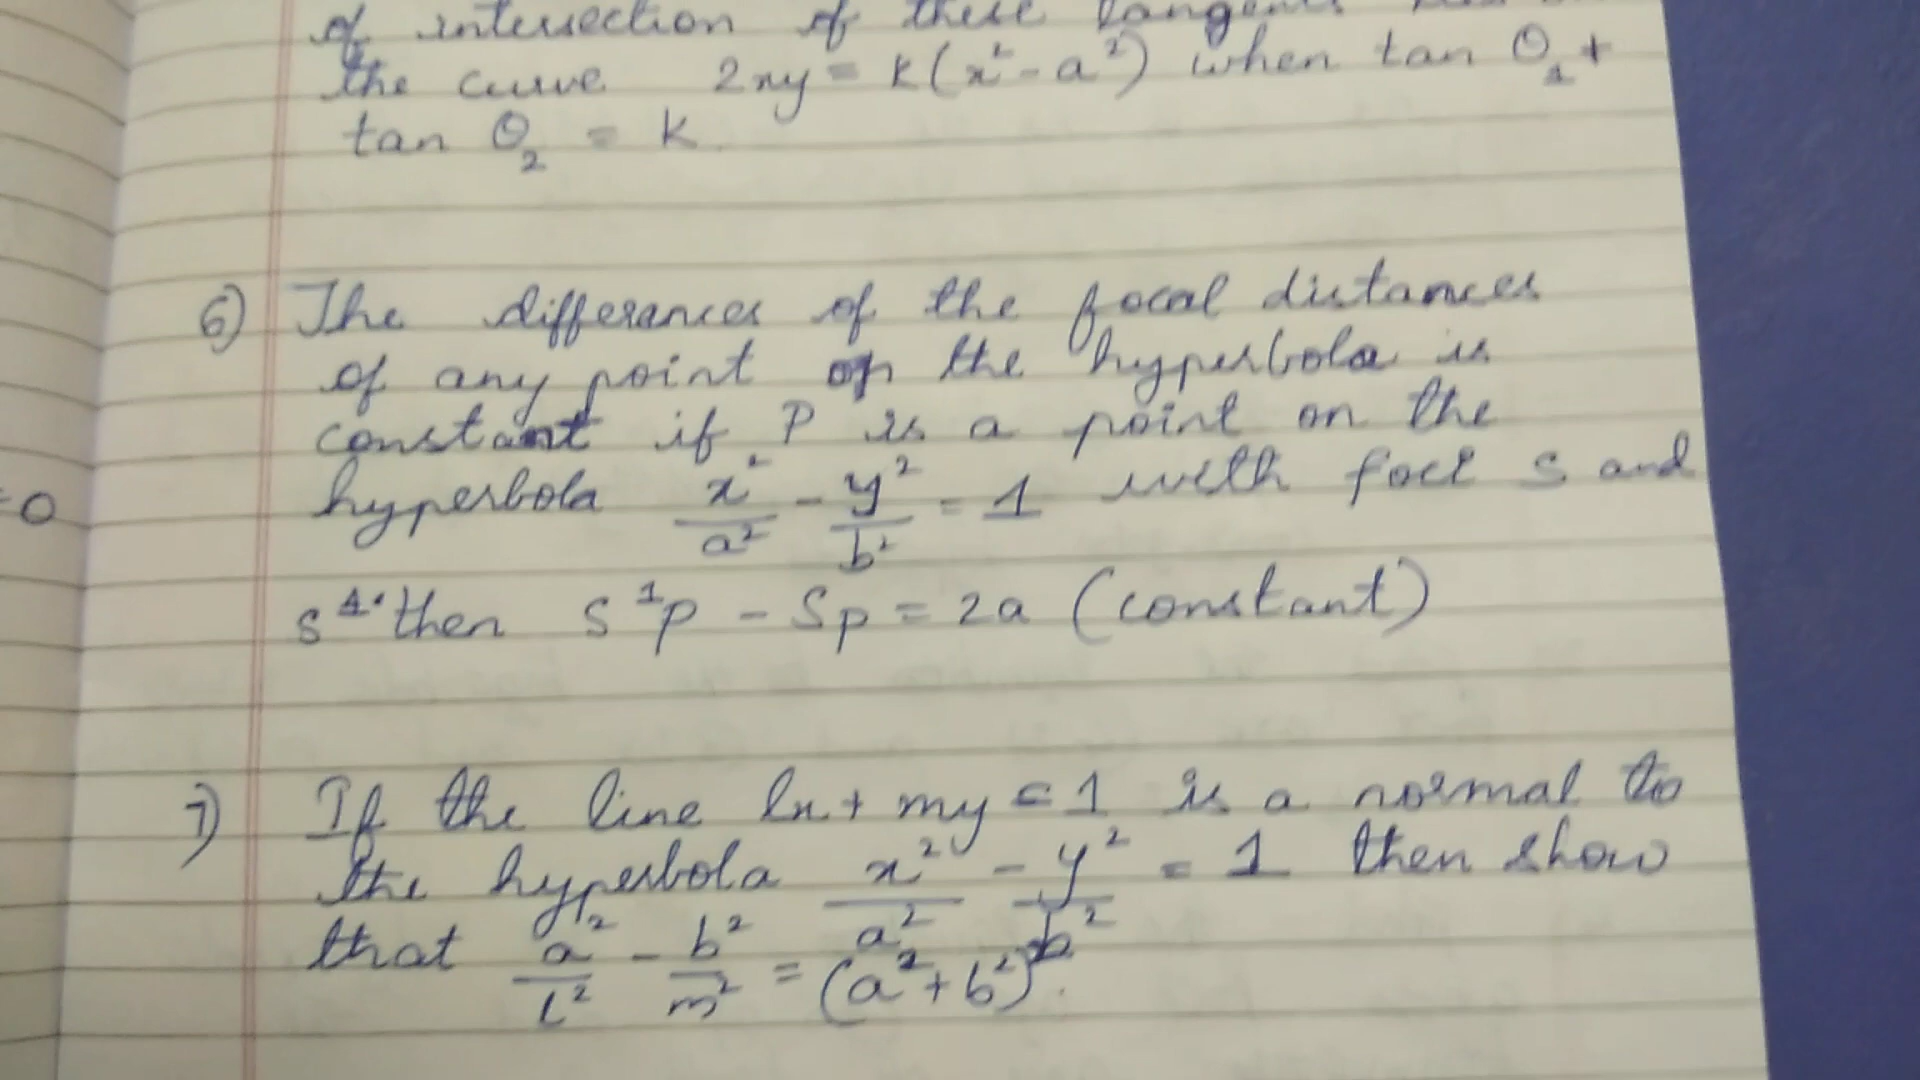 of intersection of these
the curve 2xy = k(x² - a²) when tan θ₁ +
tan θ₂ = k.
6) The differances of the focal distances
of any point on the hyperbola is
constant if P is a point on the
hyperbola x²/a² - y²/b² = 1 with foci S and
=0
S¹ then S¹p - Sp = 2a (constant)
7) If the line lx + my = 1 is a normal to
the hyperbola x²/a² - y²/b² = 1 then show
that a²/l² - b²/m² = (a² + b²)².